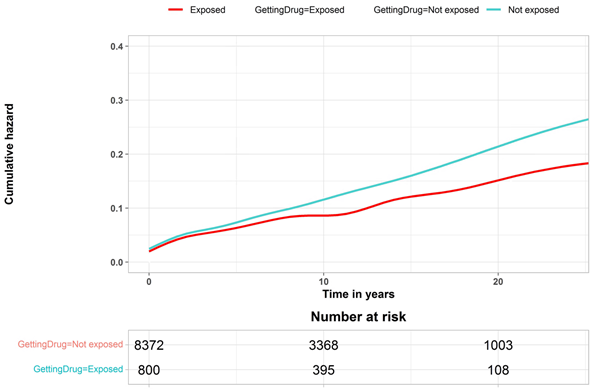 Exposed GettingDrug=Exposed GettingDrug=Not exposed Not exposed
Cumulative hazard
0.4
0.3
0.2
0.1
0.0
0 10 20
Time in years
Number at risk
GettingDrug=Not exposed 8372 3368 1003
GettingDrug=Exposed 800 395 108